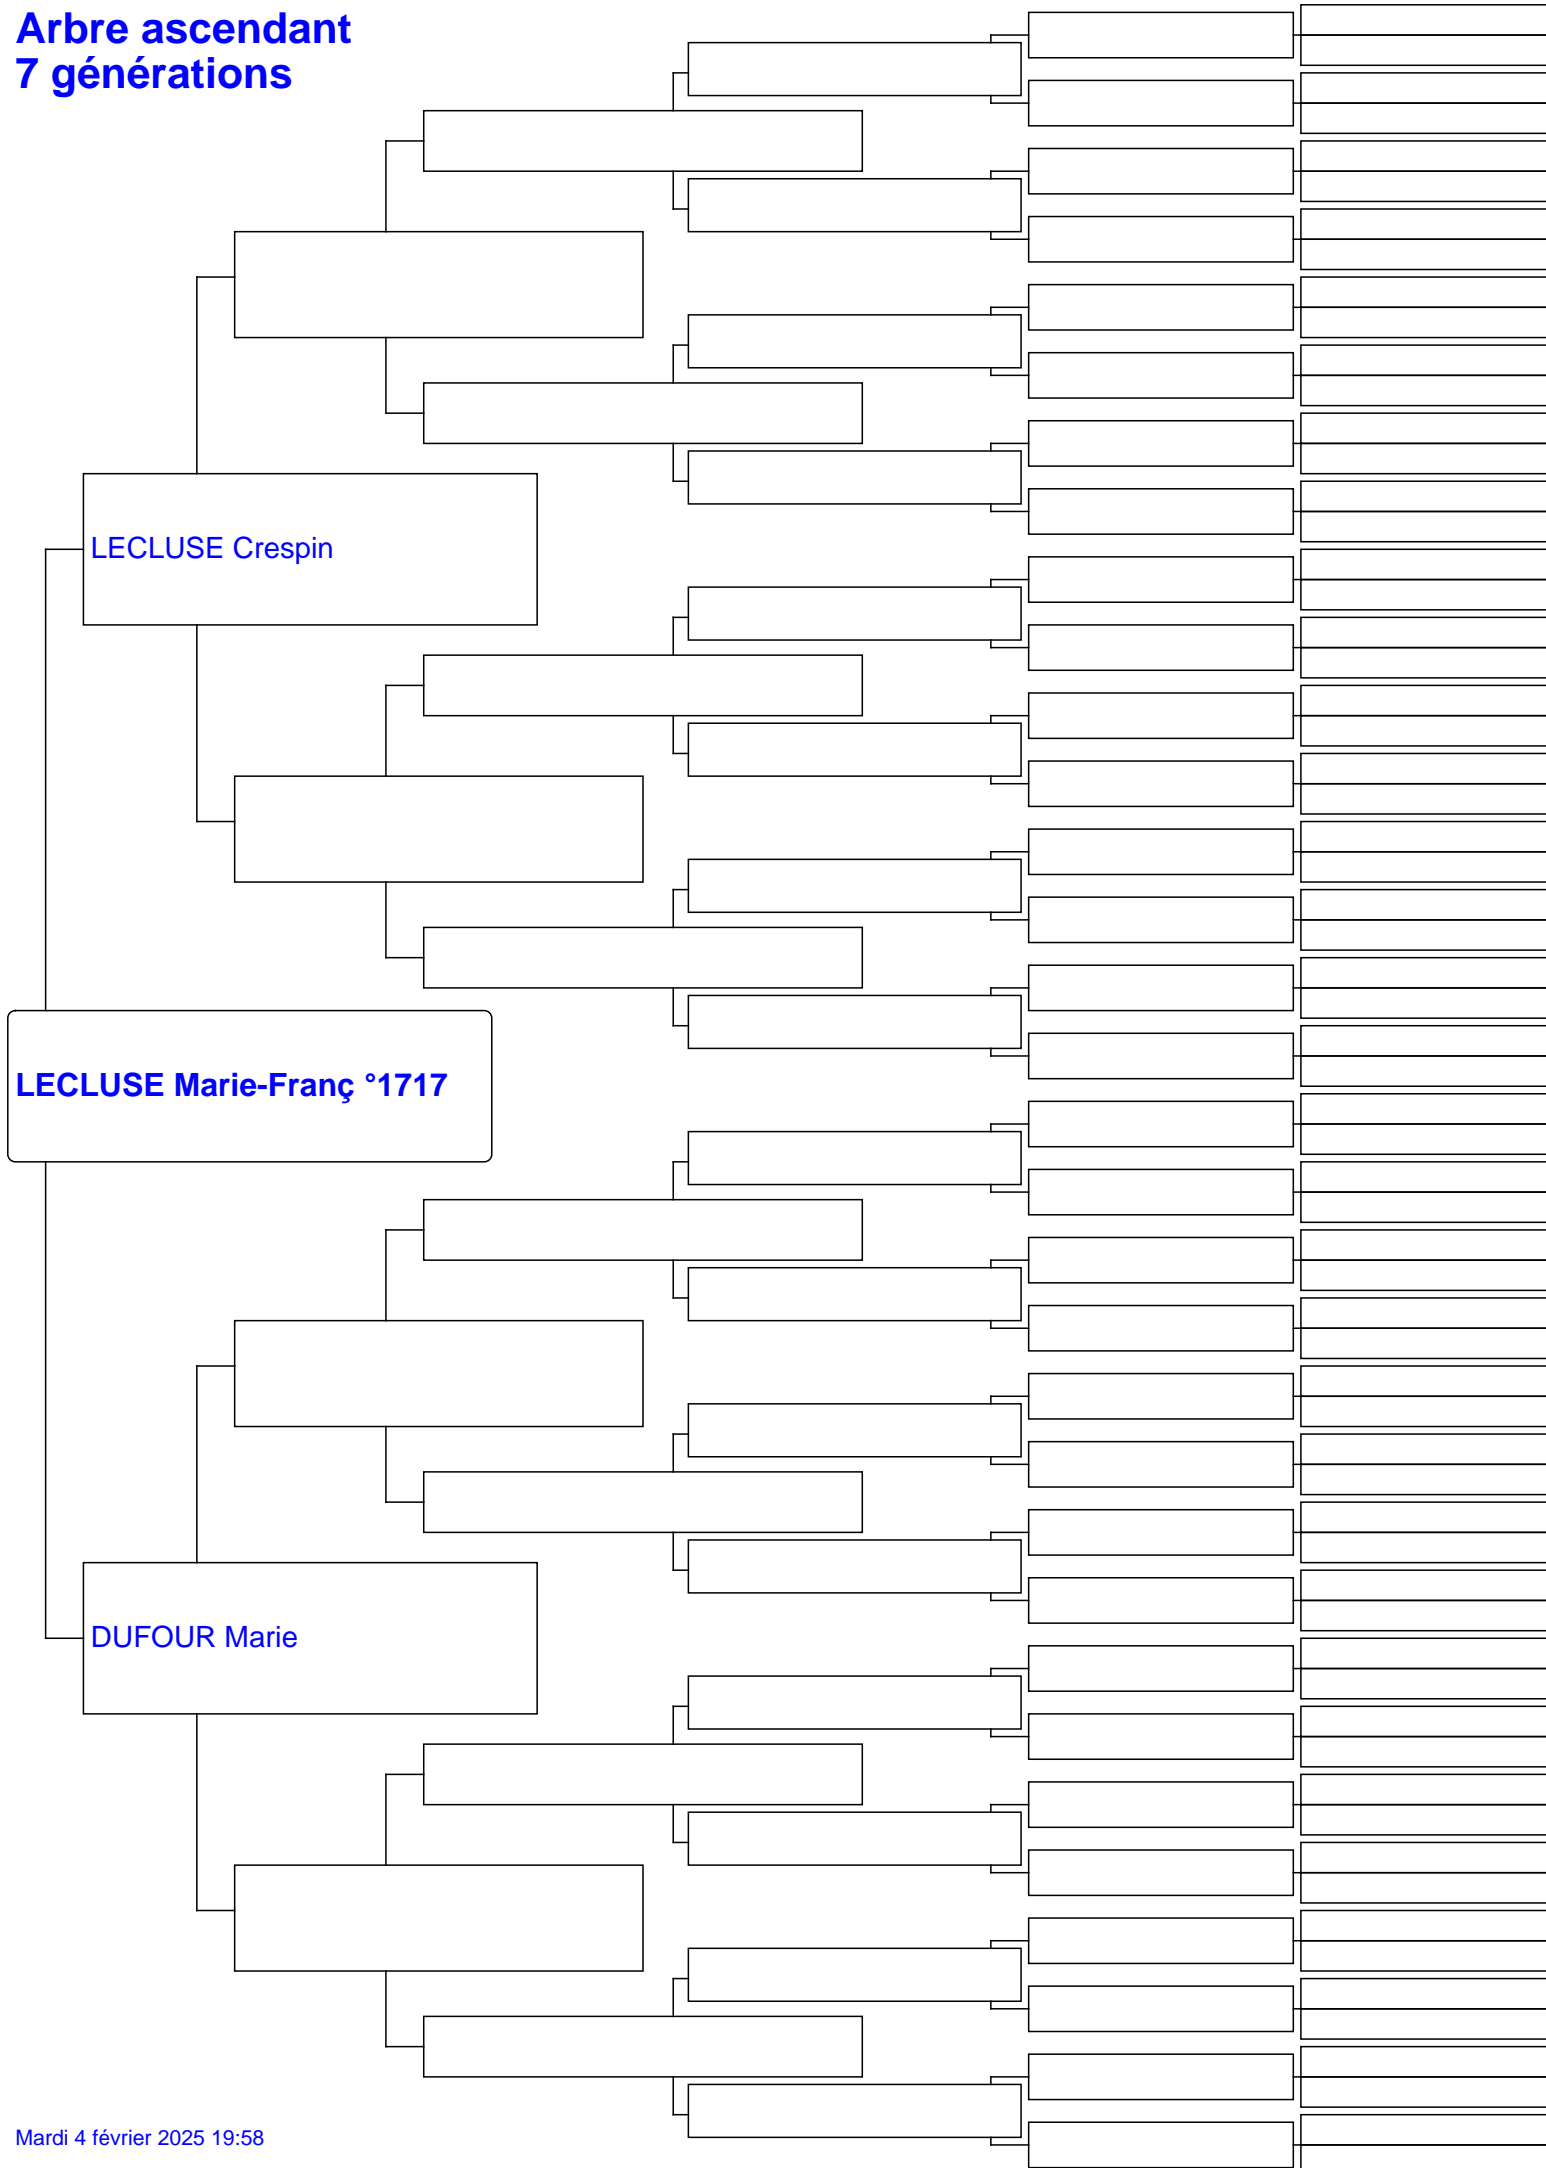 Arbre ascendant
7 générations
LECLUSE Crespin
LECLUSE Marie-Franç °1717
DUFOUR Marie
Mardi 4 février 2025 19:58